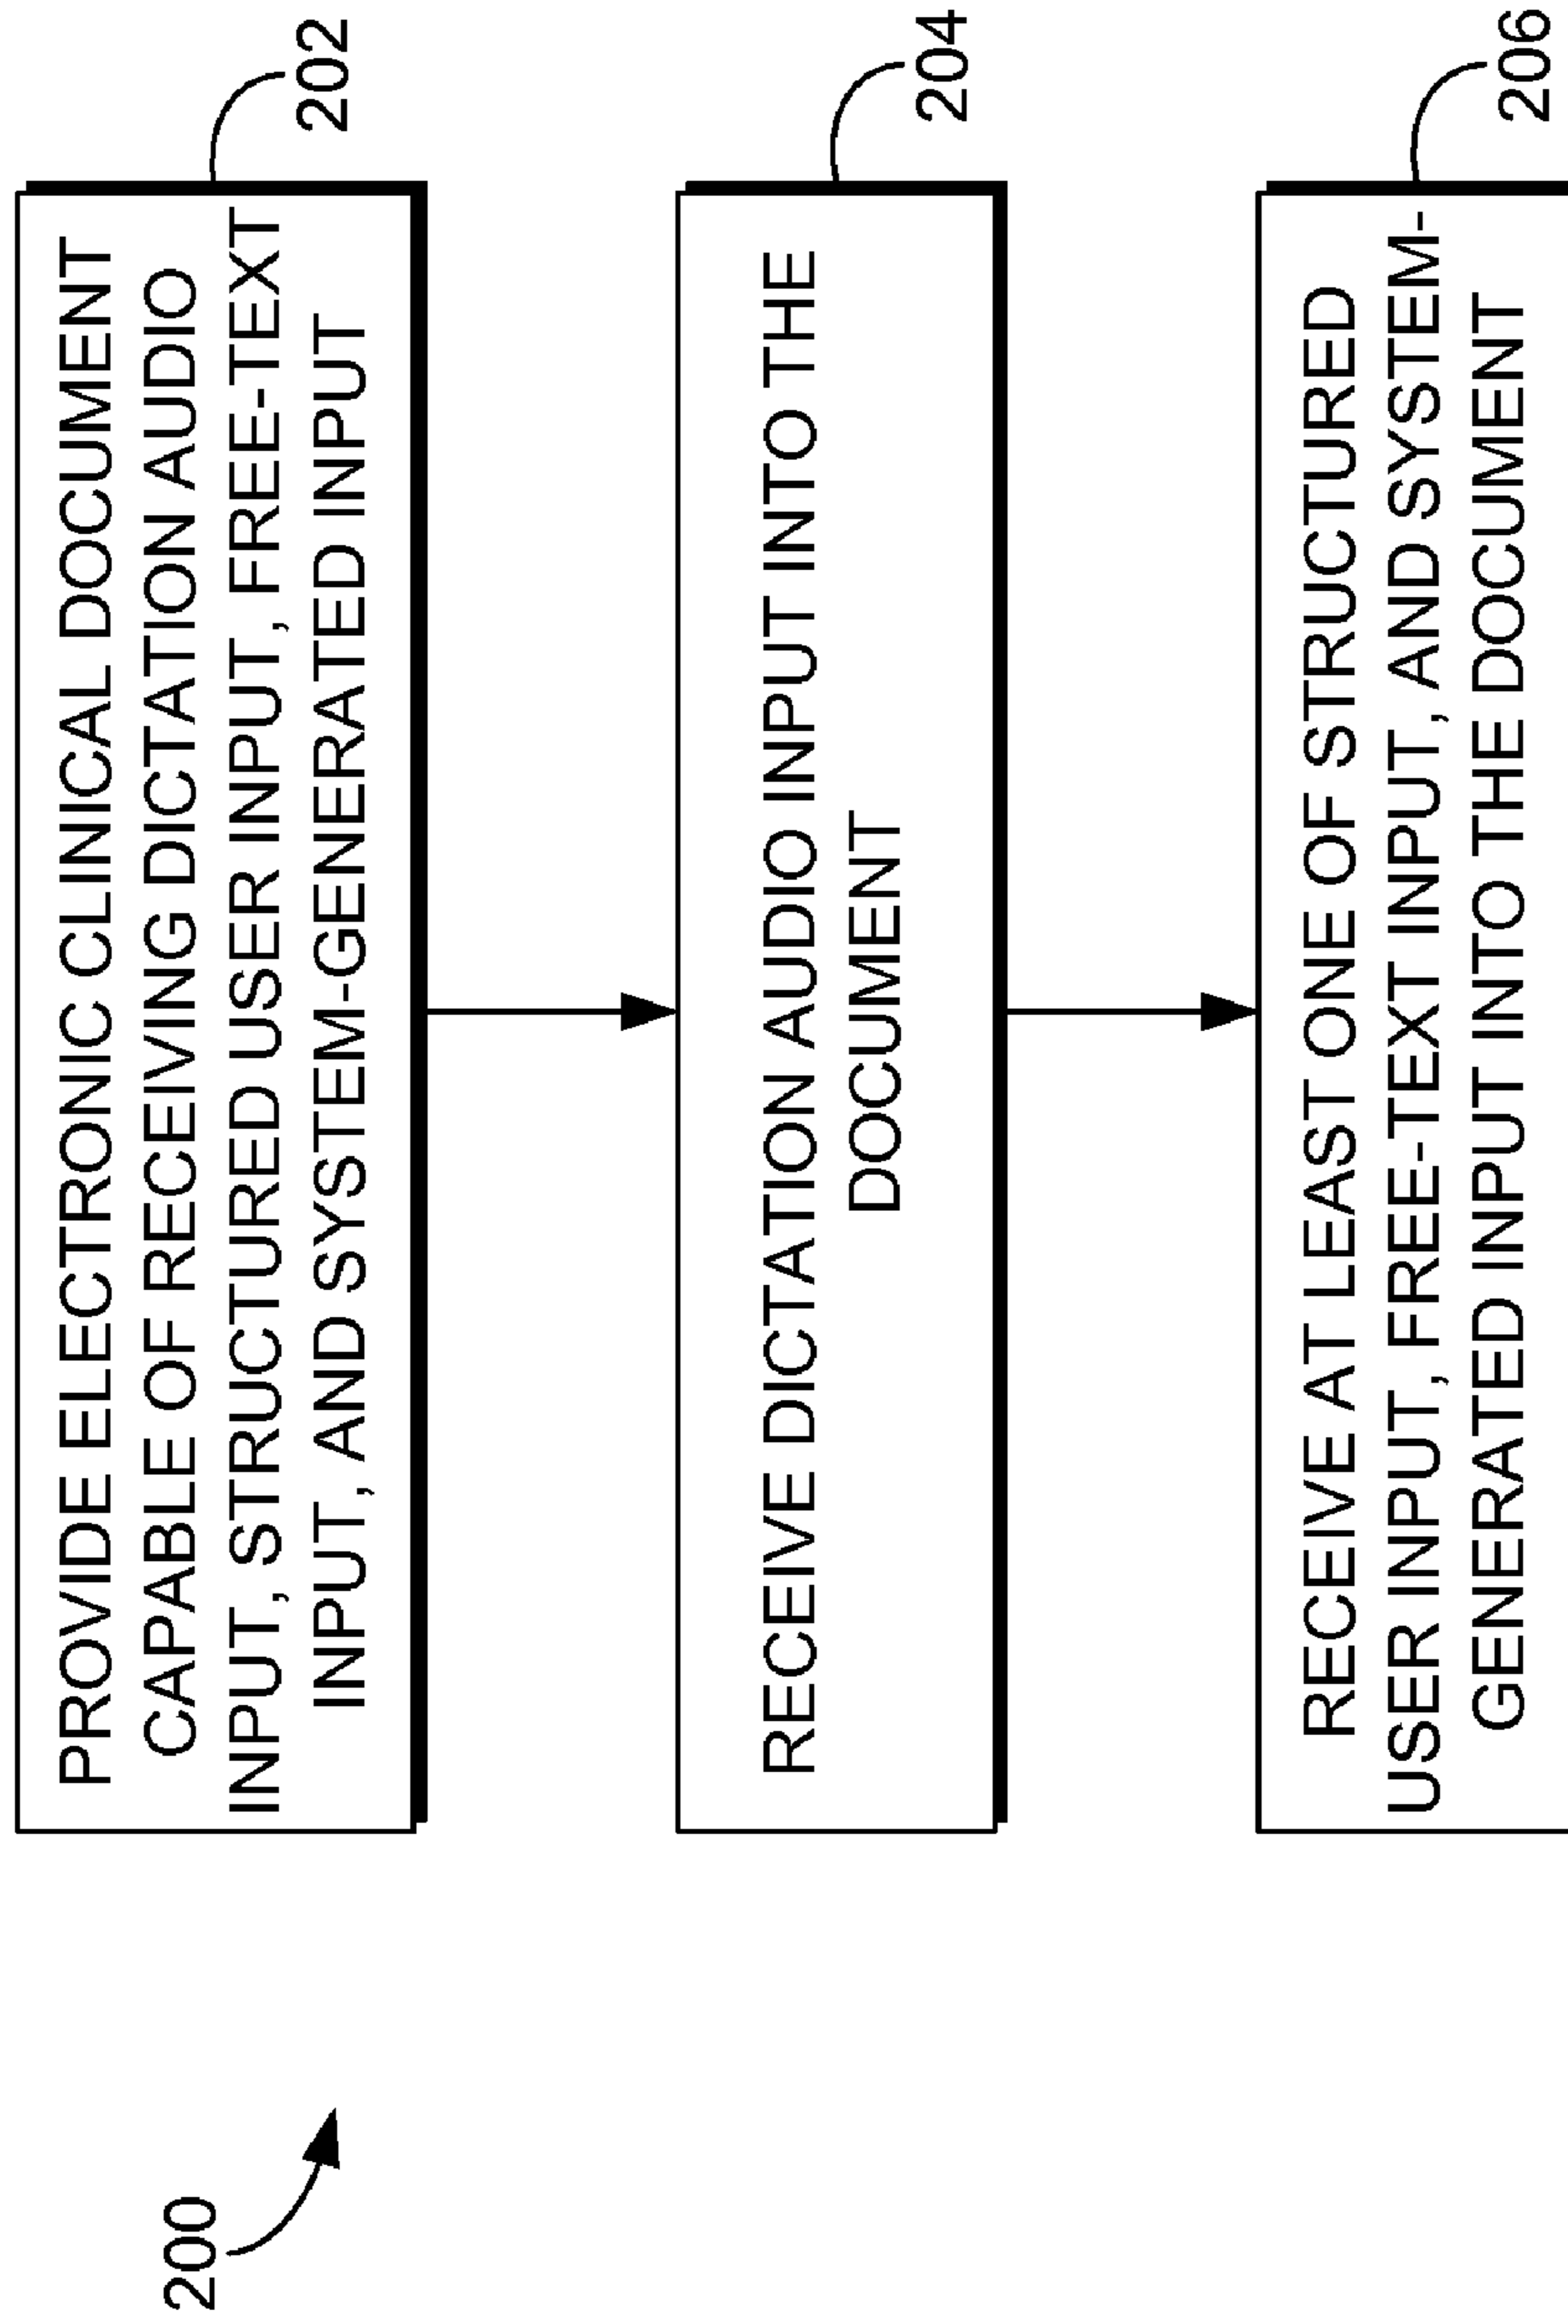 200
PROVIDE ELECTRONIC CLINICAL DOCUMENT
CAPABLE OF RECEIVING DICTATION AUDIO
INPUT, STRUCTURED USER INPUT, FREE-TEXT
INPUT, AND SYSTEM-GENERATED INPUT
202
RECEIVE DICTATION AUDIO INPUT INTO THE
DOCUMENT
204
RECEIVE AT LEAST ONE OF STRUCTURED
USER INPUT, FREE-TEXT INPUT, AND SYSTEM-
GENERATED INPUT INTO THE DOCUMENT
206